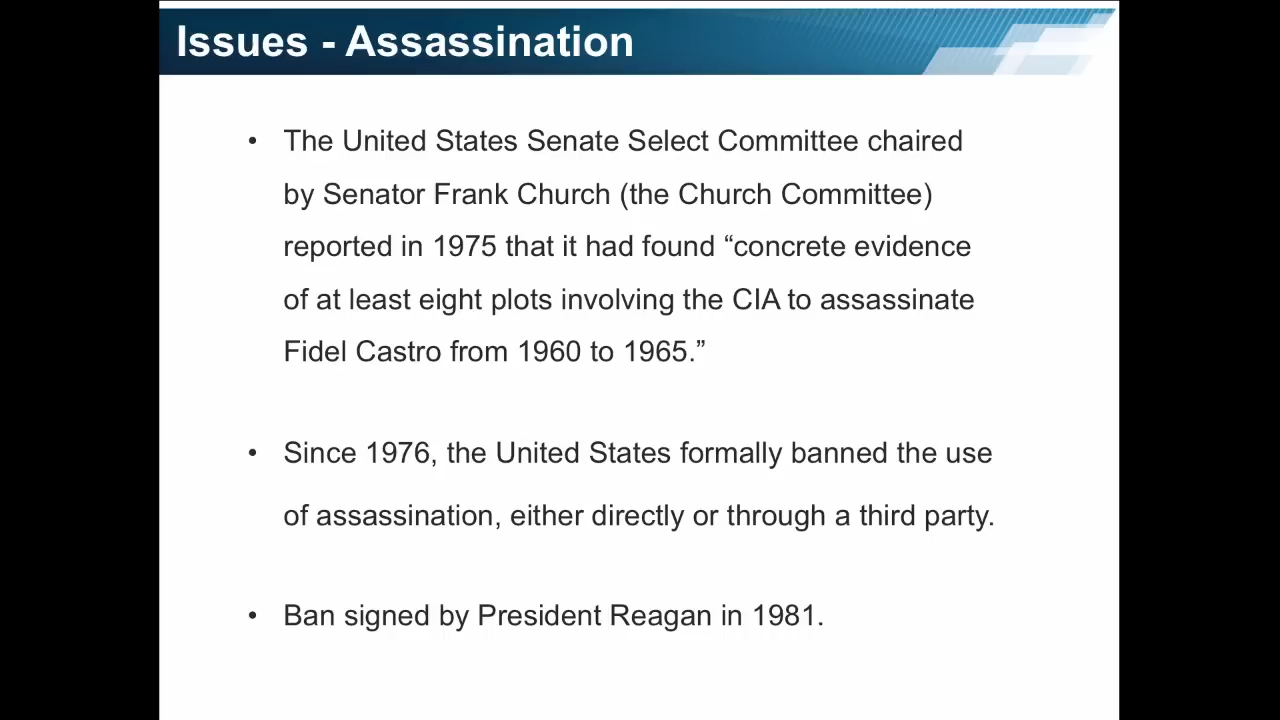 Issues - Assassination
• The United States Senate Select Committee chaired
by Senator Frank Church (the Church Committee)
reported in 1975 that it had found “concrete evidence
of at least eight plots involving the CIA to assassinate
Fidel Castro from 1960 to 1965.”
• Since 1976, the United States formally banned the use
of assassination, either directly or through a third party.
• Ban signed by President Reagan in 1981.